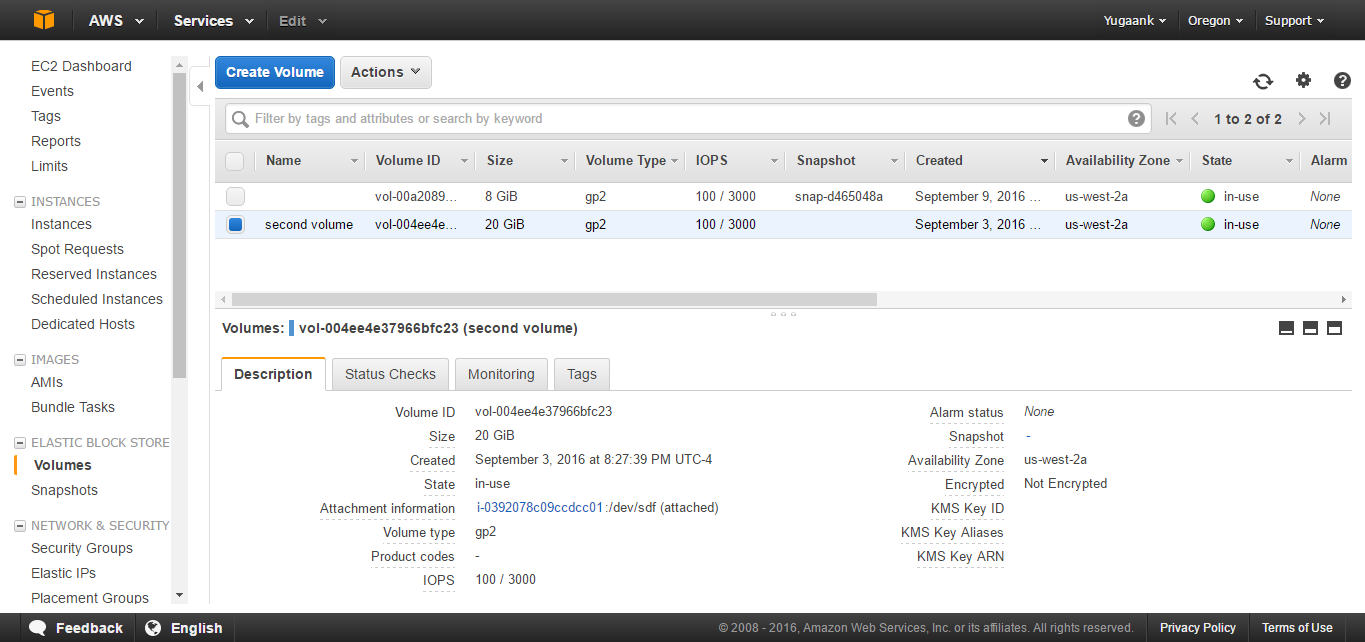 AWS Services Edit Yugaank Oregon Support
EC2 Dashboard
Events
Tags
Reports
Limits
INSTANCES
Instances
Spot Requests
Reserved Instances
Scheduled Instances
Dedicated Hosts
IMAGES
AMIs
Bundle Tasks
ELASTIC BLOCK STORE
Volumes
Snapshots
NETWORK & SECURITY
Security Groups
Elastic IPs
Placement Groups
Create Volume Actions
Filter by tags and attributes or search by keyword 1 to 2 of 2
Name Volume ID Size Volume Type IOPS Snapshot Created Availability Zone State Alarm
vol-00a2089... 8 GiB gp2 100 / 3000 snap-d465048a September 9, 2016 ... us-west-2a in-use None
second volume vol-004ee4e... 20 GiB gp2 100 / 3000 September 3, 2016 ... us-west-2a in-use None
Volumes: vol-004ee4e37966bfc23 (second volume)
Description Status Checks Monitoring Tags
Volume ID vol-004ee4e37966bfc23
Size 20 GiB
Created September 3, 2016 at 8:27:39 PM UTC-4
State in-use
Attachment information i-0392078c09ccdcc01:/dev/sdf (attached)
Volume type gp2
Product codes -
IOPS 100 / 3000
Alarm status None
Snapshot -
Availability Zone us-west-2a
Encrypted Not Encrypted
KMS Key ID
KMS Key Aliases
KMS Key ARN
Feedback English © 2008 - 2016, Amazon Web Services, Inc. or its affiliates. All rights reserved. Privacy Policy Terms of Use